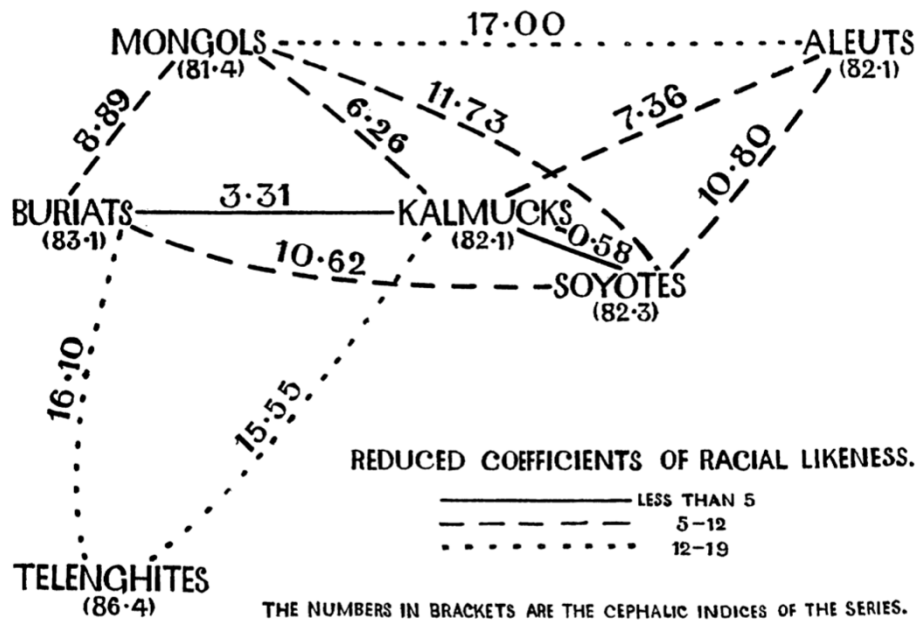 17·00
MONGOLS
(81·4)
ALEUTS
(82·1)
8·89
6·26
11·73
7·36
10·80
BURIATS
(83·1)
3·31
KALMUCKS
(82·1)
-0·58
10·62
SOYOTES
(82·3)
16·10
15·55
REDUCED COEFFICIENTS OF RACIAL LIKENESS.
LESS THAN 5
5-12
12-19
TELENGHITES
(86·4)
THE NUMBERS IN BRACKETS ARE THE CEPHALIC INDICES OF THE SERIES.